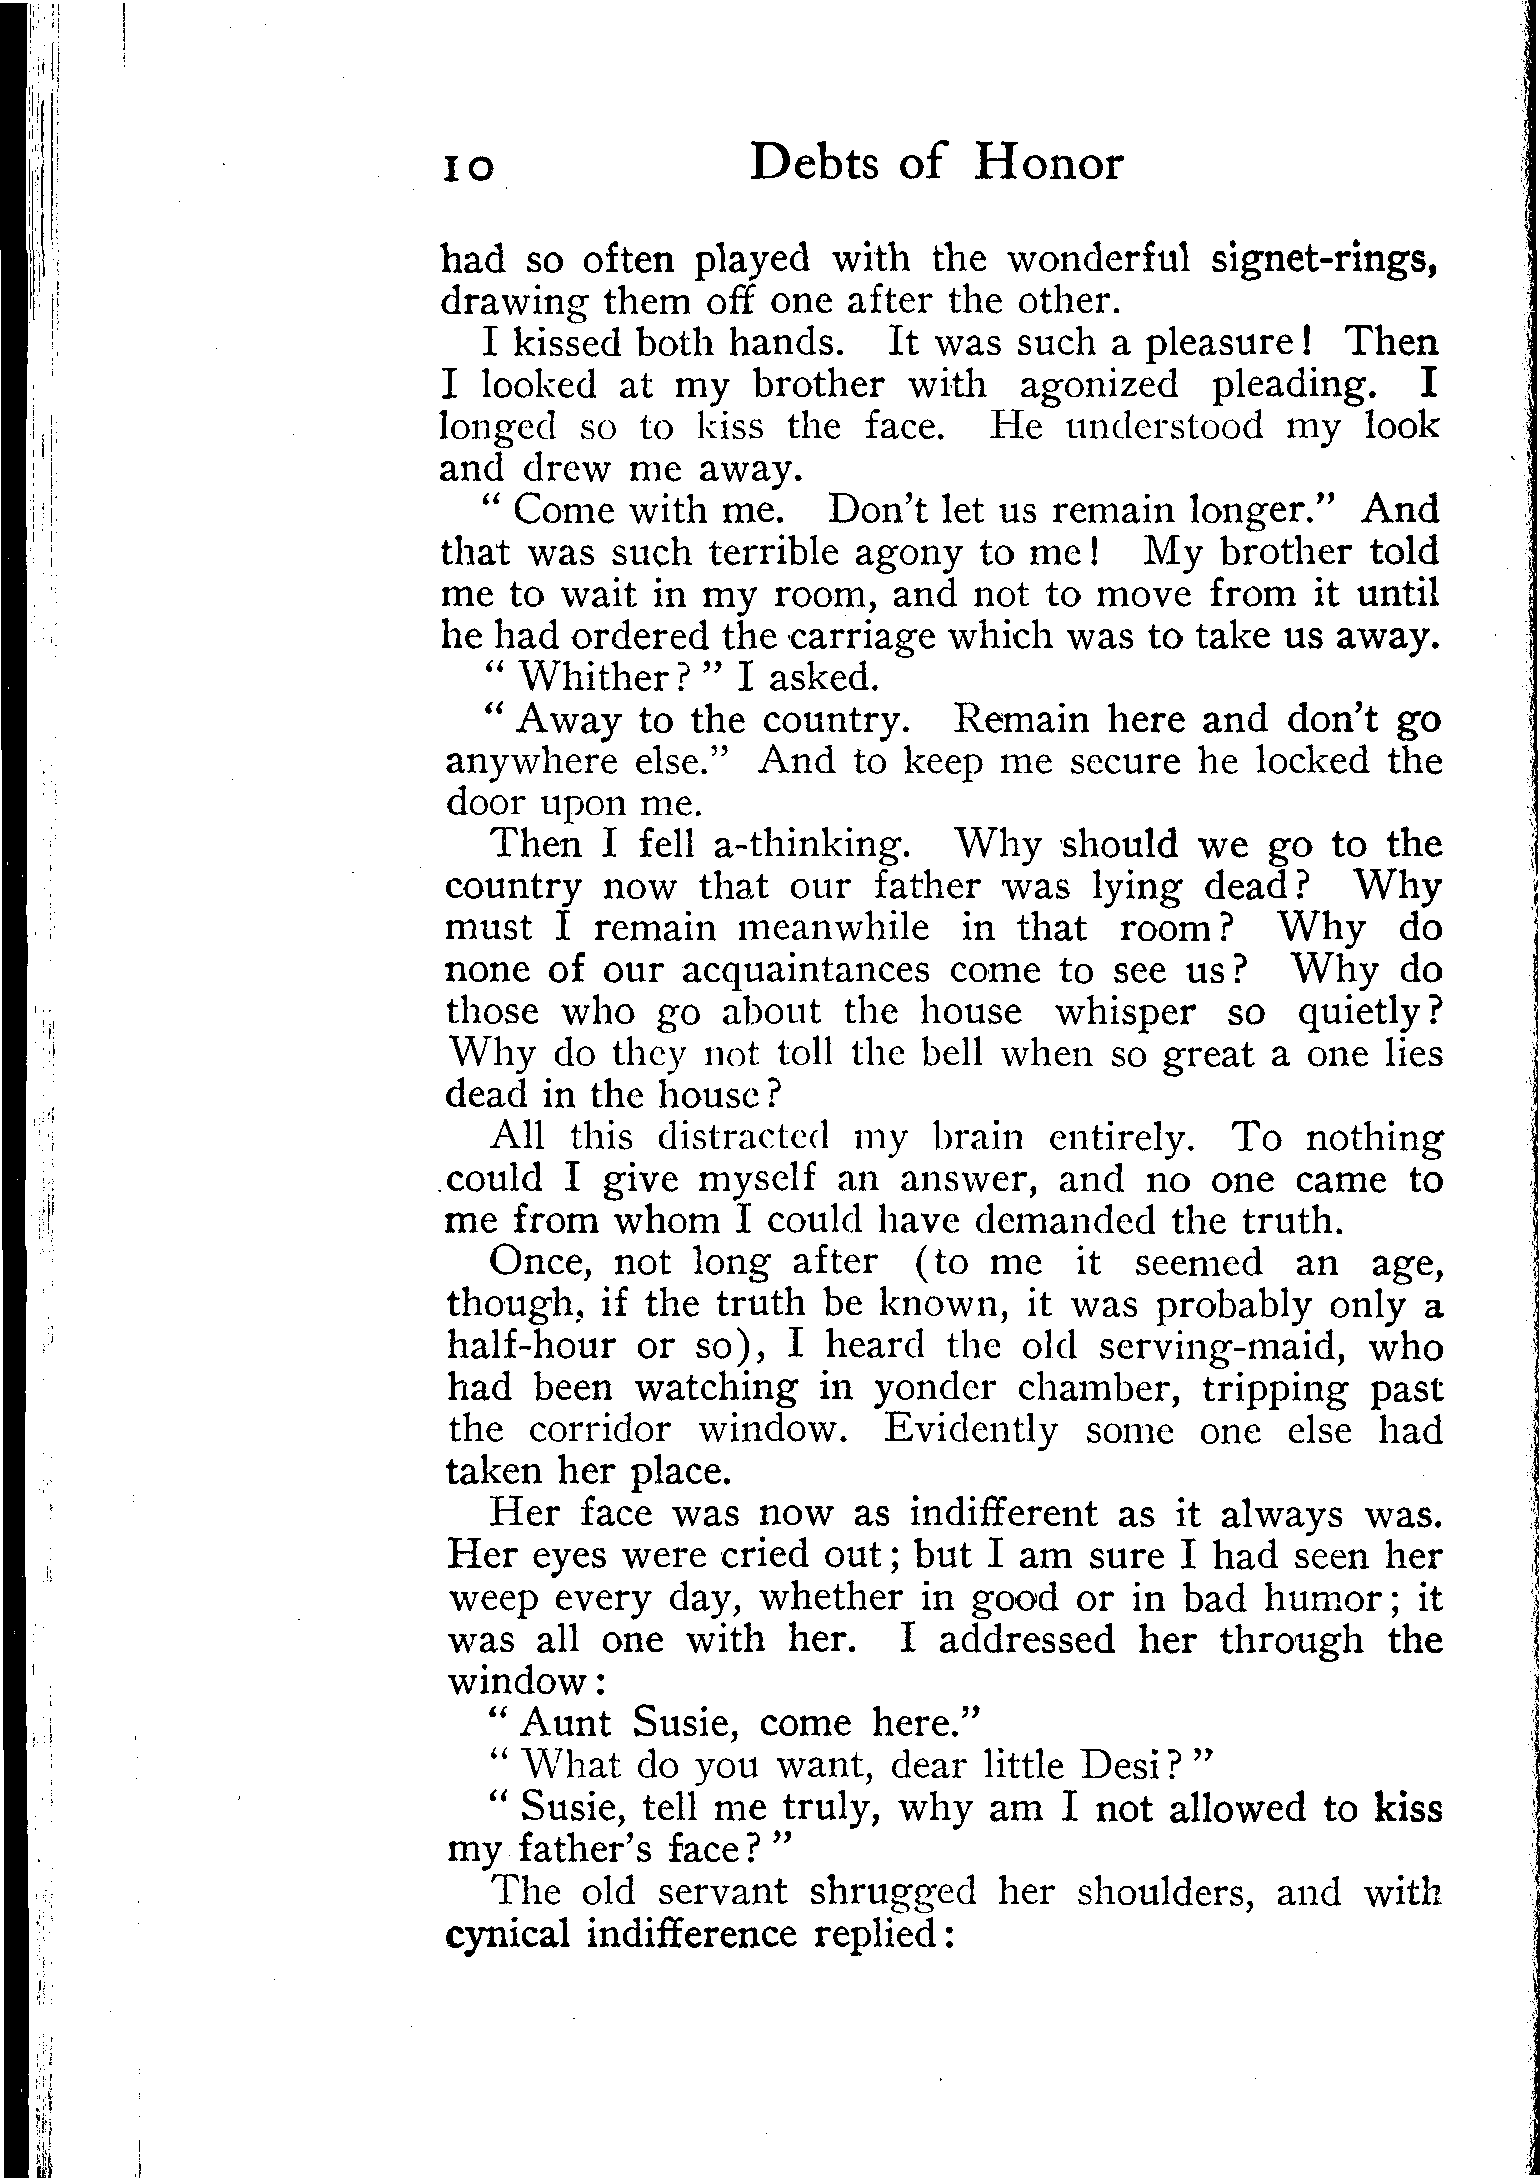 10 Debts of Honor
had so often played with the wonderful signet-rings,
drawing them off one after the other.
I kissed both hands. It was such a pleasure! Then
I looked at my brother with agonized pleading. I
longed so to kiss the face. He understood my look
and drew me away.
" Come with me. Don't let us remain longer." And
that was such terrible agony to me! My brother told
me to wait in my room, and not to move from it until
he had ordered the carriage which was to take us away.
" Whither? " I asked.
" Away to the country. Remain here and don't go
anywhere else." And to keep me secure he locked the
door upon me.
Then I fell a-thinking. Why should we go to the
country now that our father was lying dead? Why
must I remain meanwhile in that room? Why do
none of our acquaintances come to see us? Why do
those who go about the house whisper so quietly?
Why do they not toll the bell when so great a one lies
dead in the house?
All this distracted my brain entirely. To nothing
could I give myself an answer, and no one came to
me from whom I could have demanded the truth.
Once, not long after (to me it seemed an age,
though, if the truth be known, it was probably only a
half-hour or so), I heard the old serving-maid, who
had been watching in yonder chamber, tripping past
the corridor window. Evidently some one else had
taken her place.
Her face was now as indifferent as it always was.
Her eyes were cried out; but I am sure I had seen her
weep every day, whether in good or in bad humor; it
was all one with her. I addressed her through the
window:
" Aunt Susie, come here."
" What do you want, dear little Desi? "
" Susie, tell me truly, why am I not allowed to kiss
my father's face? "
The old servant shrugged her shoulders, and with
cynical indifference replied: